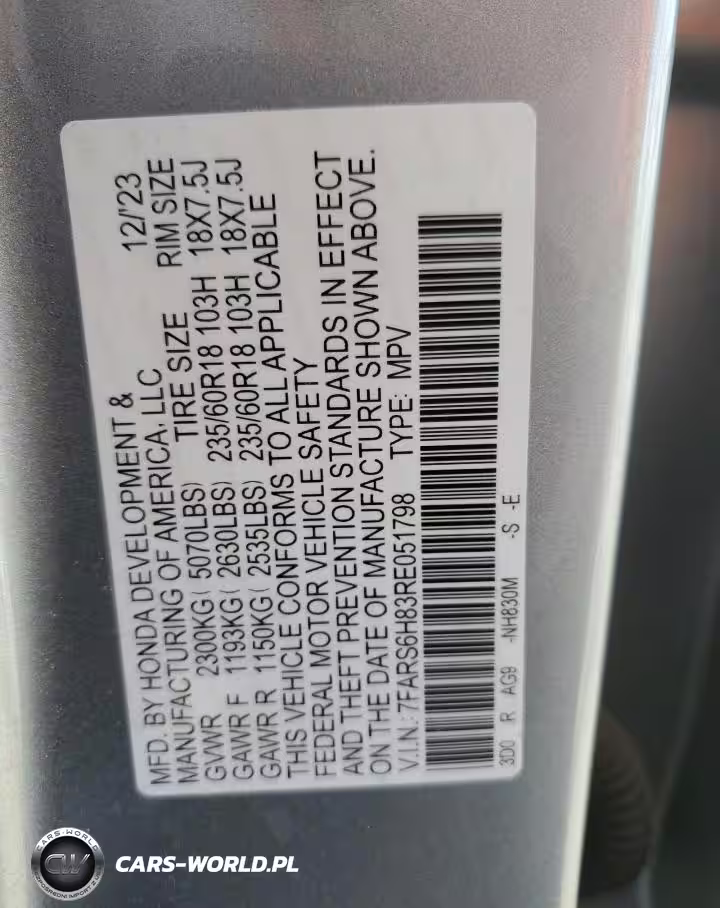 MFD. BY HONDA DEVELOPMENT & 12/'23
MANUFACTURING OF AMERICA, LLC
TIRE SIZE RIM SIZE
GVWR 2300KG( 5070LBS) 235/60R18 103H 18X7.5J
GAWR F 1193KG( 2630LBS) 235/60R18 103H 18X7.5J
GAWR R 1150KG( 2535LBS)
THIS VEHICLE CONFORMS TO ALL APPLICABLE
FEDERAL MOTOR VEHICLE SAFETY
AND THEFT PREVENTION STANDARDS IN EFFECT
ON THE DATE OF MANUFACTURE SHOWN ABOVE.
V.I.N.: 7FARS6H83RE051798 TYPE: MPV
3D0 R AG9 -NH830M -S -E
CARS-WORLD
CW
CARS-WORLD.PL